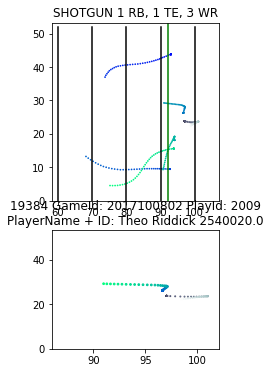 SHOTGUN 1 RB, 1 TE, 3 WR
50
40
30
20
10
0
60 70 80 90 100
19384 GameId: 2017100802 PlayId: 2009
PlayerName + ID: Theo Riddick 2540020.0
40
20
0
90 95 100